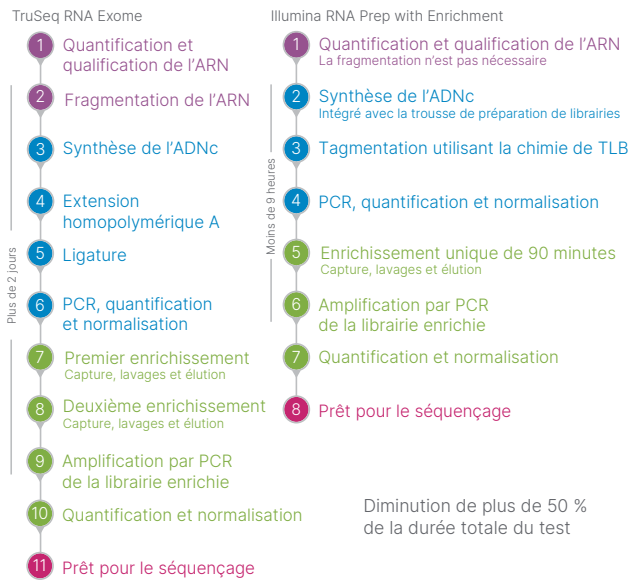 TruSeq RNA Exome
1
Quantification et
qualification de l'ARN
2
Fragmentation de l'ARN
3
Synthèse de l'ADNc
4
Extension
homopolymérique A
5
Ligature
6
PCR, quantification
et normalisation
7
Premier enrichissement
Capture, lavages et élution
8
Deuxième enrichissement
Capture, lavages et élution
9
Amplification par PCR
de la librairie enrichie
10
Quantification et normalisation
11
Prêt pour le séquençage
Plus de 2 jours
Illumina RNA Prep with Enrichment
1
Quantification et qualification de l'ARN
La fragmentation n'est pas nécessaire
2
Synthèse de l'ADNc
Intégré avec la trousse de préparation de librairies
3
Tagmentation utilisant la chimie de TLB
4
PCR, quantification et normalisation
5
Enrichissement unique de 90 minutes
Capture, lavages et élution
6
Amplification par PCR
de la librairie enrichie
7
Quantification et normalisation
8
Prêt pour le séquençage
Moins de 9 heures
Diminution de plus de 50 %
de la durée totale du test